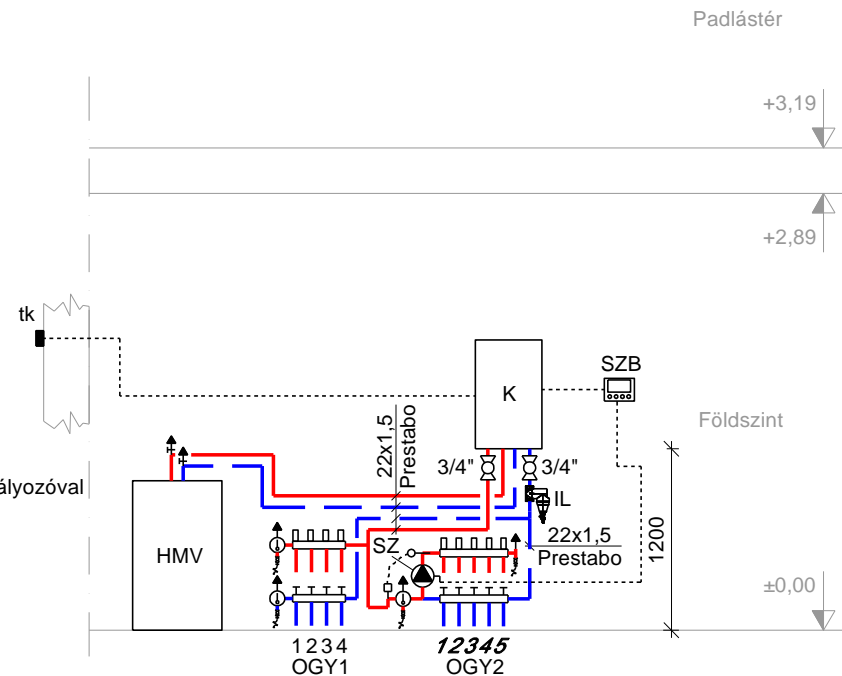 Padlástér
+3,19
+2,89
tk
SZB
K
Földszint
22x1,5
Prestabo
3/4" 3/4"
ályozóval
IL
HMV
SZ
22x1,5
Prestabo
1200
±0,00
1 2 3 4
OGY1
12345
OGY2